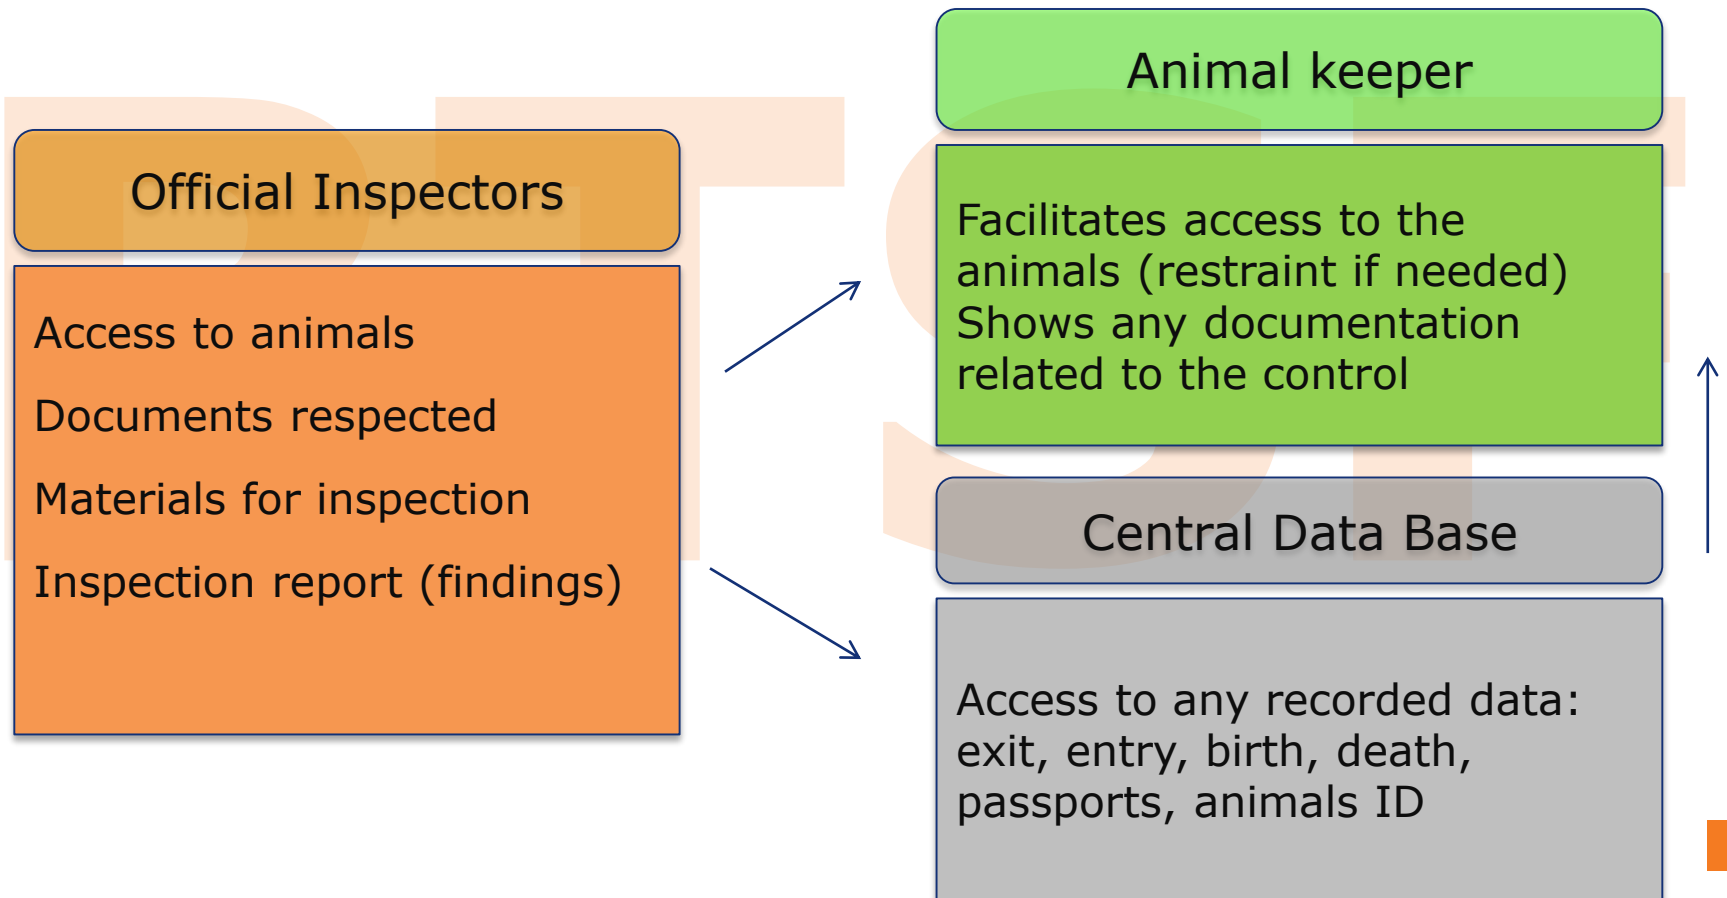 Official Inspectors
Access to animals
Documents respected
Materials for inspection
Inspection report (findings)
Animal keeper
Facilitates access to the
animals (restraint if needed)
Shows any documentation
related to the control
Central Data Base
Access to any recorded data:
exit, entry, birth, death,
passports, animals ID